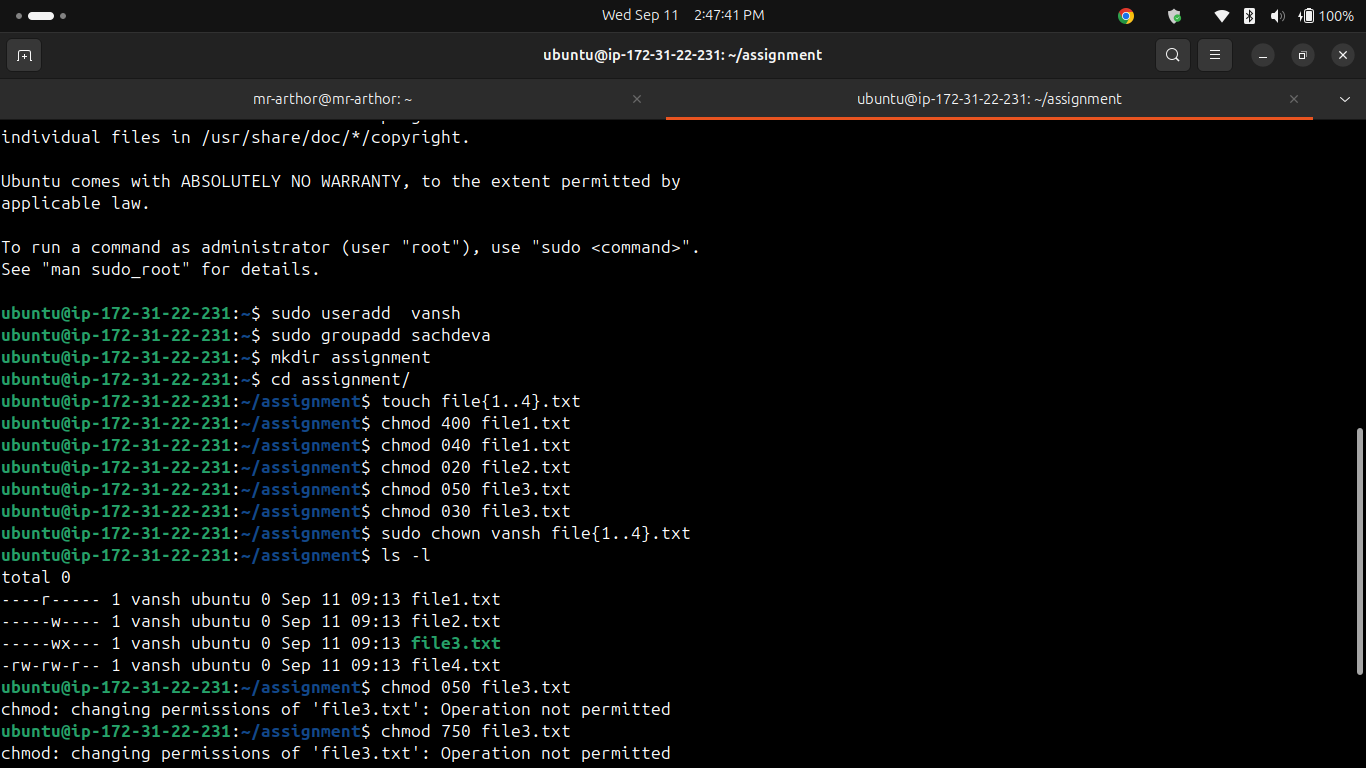 Wed Sep 11 2:47:41 PM
100%
ubuntu@ip-172-31-22-231: ~/assignment
mr-arthor@mr-arthor: ~
ubuntu@ip-172-31-22-231: ~/assignment
individual files in /usr/share/doc/*/copyright.
Ubuntu comes with ABSOLUTELY NO WARRANTY, to the extent permitted by
applicable law.
To run a command as administrator (user "root"), use "sudo <command>".
See "man sudo_root" for details.
ubuntu@ip-172-31-22-231:~$ sudo useradd  vansh
ubuntu@ip-172-31-22-231:~$ sudo groupadd sachdeva
ubuntu@ip-172-31-22-231:~$ mkdir assignment
ubuntu@ip-172-31-22-231:~$ cd assignment/
ubuntu@ip-172-31-22-231:~/assignment$ touch file{1..4}.txt
ubuntu@ip-172-31-22-231:~/assignment$ chmod 400 file1.txt
ubuntu@ip-172-31-22-231:~/assignment$ chmod 040 file1.txt
ubuntu@ip-172-31-22-231:~/assignment$ chmod 020 file2.txt
ubuntu@ip-172-31-22-231:~/assignment$ chmod 050 file3.txt
ubuntu@ip-172-31-22-231:~/assignment$ chmod 030 file3.txt
ubuntu@ip-172-31-22-231:~/assignment$ sudo chown vansh file{1..4}.txt
ubuntu@ip-172-31-22-231:~/assignment$ ls -l
total 0
----r----- 1 vansh ubuntu 0 Sep 11 09:13 file1.txt
-----w---- 1 vansh ubuntu 0 Sep 11 09:13 file2.txt
-----wx--- 1 vansh ubuntu 0 Sep 11 09:13 file3.txt
-rw-rw-r-- 1 vansh ubuntu 0 Sep 11 09:13 file4.txt
ubuntu@ip-172-31-22-231:~/assignment$ chmod 050 file3.txt
chmod: changing permissions of 'file3.txt': Operation not permitted
ubuntu@ip-172-31-22-231:~/assignment$ chmod 750 file3.txt
chmod: changing permissions of 'file3.txt': Operation not permitted